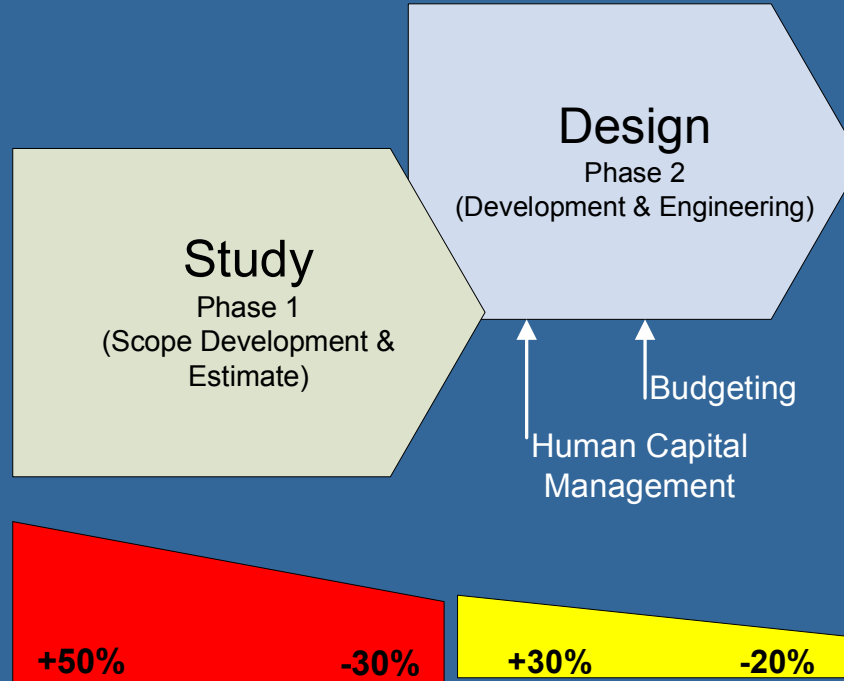 Design
Phase 2
(Development & Engineering)
Study
Phase 1
(Scope Development &
Estimate)
Budgeting
Human Capital
Management
+50%
-30%
+30%
-20%